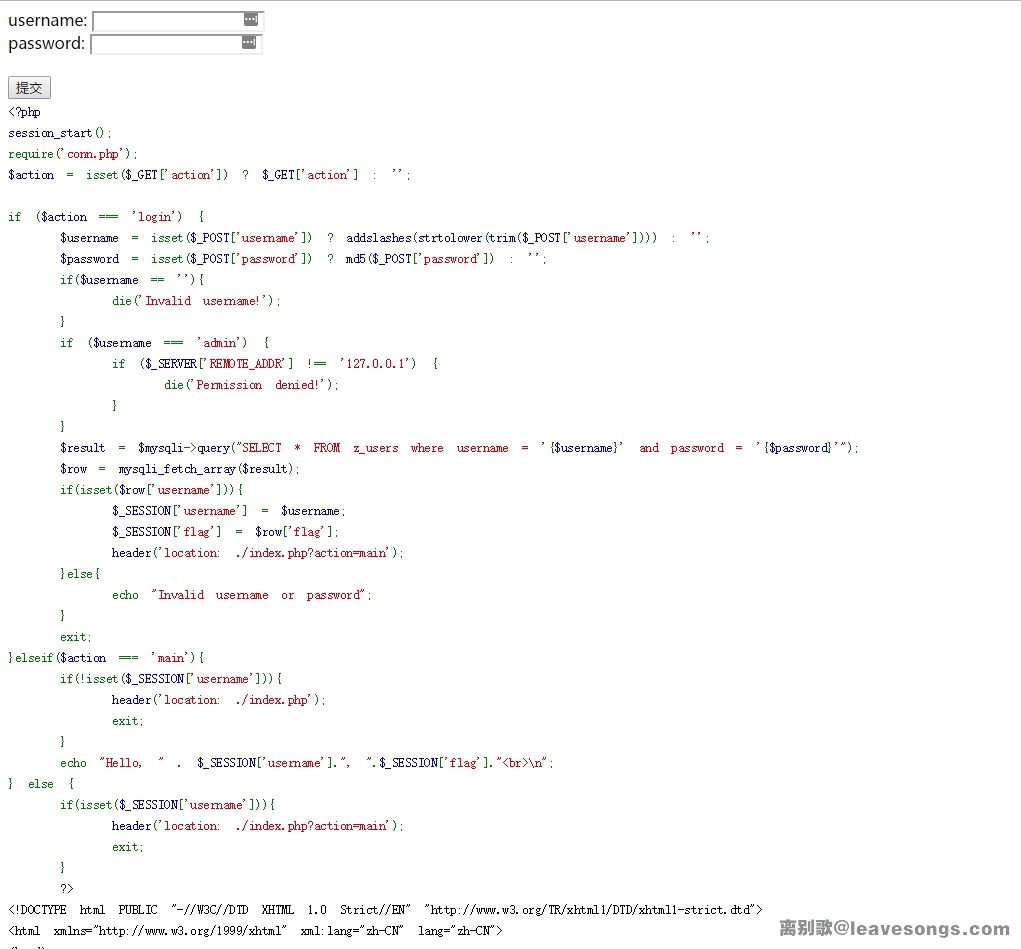 username:
password:
提交
<?php
session_start();
require('conn.php');
$action = isset($_GET['action']) ? $_GET['action'] : '';
if ($action === 'login') {
$username = isset($_POST['username']) ? addslashes(strtolower(trim($_POST['username']))) : '';
$password = isset($_POST['password']) ? md5($_POST['password']) : '';
if($username == ''){
die('Invalid username!');
}
if ($username === 'admin') {
if ($_SERVER['REMOTE_ADDR'] !== '127.0.0.1') {
die('Permission denied!');
}
}
$result = $mysqli->query("SELECT * FROM z_users where username = '{$username}' and password = '{$password}'");
$row = mysqli_fetch_array($result);
if(isset($row['username'])){
$_SESSION['username'] = $username;
$_SESSION['flag'] = $row['flag'];
header('location: ./index.php?action=main');
}else{
echo "Invalid username or password";
}
exit;
}elseif($action === 'main'){
if(!isset($_SESSION['username'])){
header('location: ./index.php');
exit;
}
echo "Hello, " . $_SESSION['username'].", ".$_SESSION['flag']."<br>\n";
} else {
if(isset($_SESSION['username'])){
header('location: ./index.php?action=main');
exit;
}
?>
<!DOCTYPE html PUBLIC "-//W3C//DTD XHTML 1.0 Strict//EN" "http://www.w3.org/TR/xhtml1/DTD/xhtml1-strict.dtd">
<html xmlns="http://www.w3.org/1999/xhtml" xml:lang="zh-CN" lang="zh-CN">
离别歌@leavesongs.com